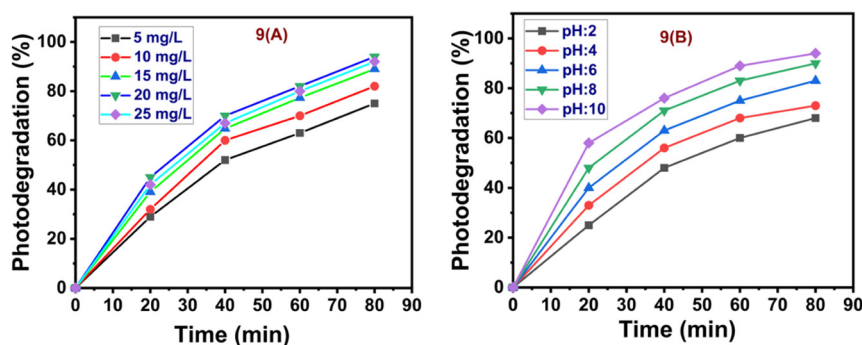 9(A)
5 mg/L
10 mg/L
15 mg/L
20 mg/L
25 mg/L
Photodegradation (%)
100
80
60
40
20
0
0 10 20 30 40 50 60 70 80 90
Time (min)
9(B)
pH:2
pH:4
pH:6
pH:8
pH:10
Photodegradation (%)
100
80
60
40
20
0
0 10 20 30 40 50 60 70 80 90
Time (min)